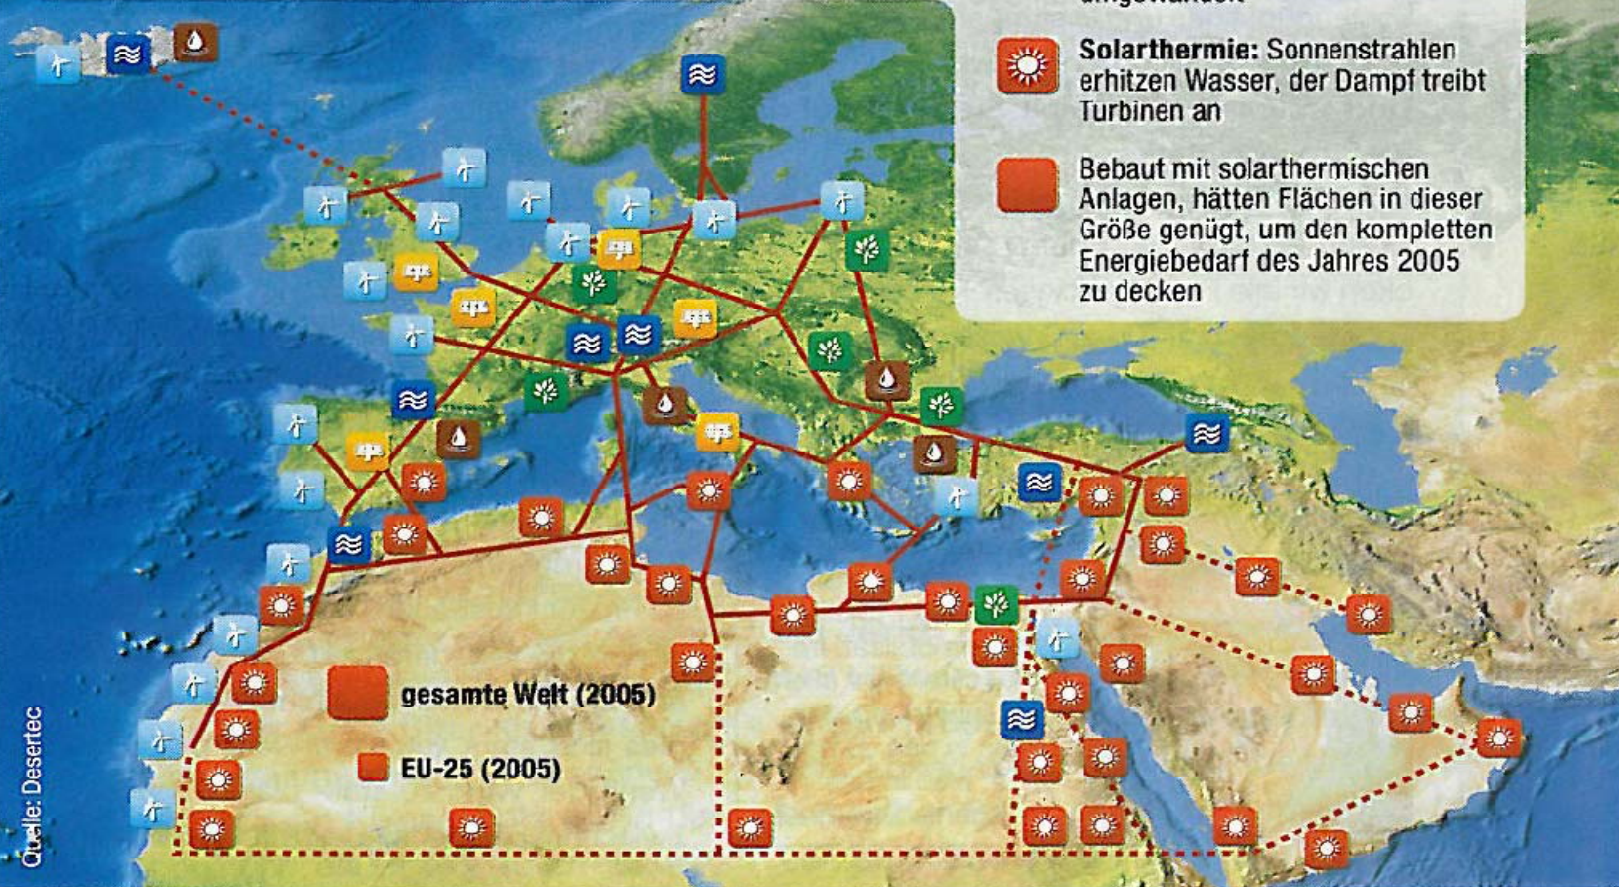 umgewandelt
Solarthermie: Sonnenstrahlen
erhitzen Wasser, der Dampf treibt
Turbinen an
Bebaut mit solarthermischen
Anlagen, hätten Flächen in dieser
Größe genügt, um den kompletten
Energiebedarf des Jahres 2005
zu decken
gesamte Welt (2005)
EU-25 (2005)
Quelle: Desertec